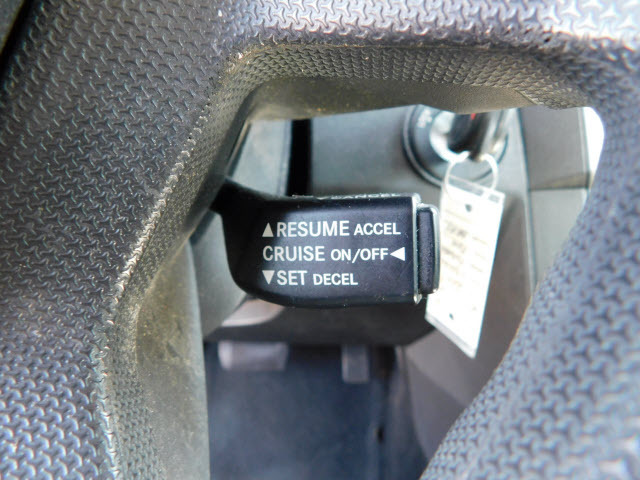 ▲RESUME ACCEL
CRUISE ON/OFF◀
▼SET DECEL